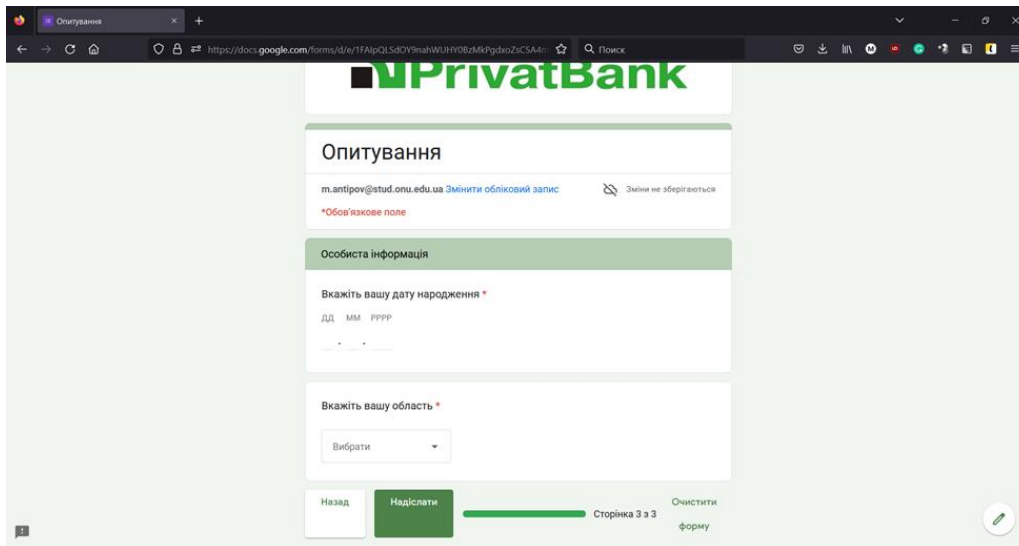 Опитування
https://docs.google.com/forms/d/e/1FAIpQLSdOY9nahWUHY0BzMkPgdxoZsC5A4m
Поиск
PrivatBank
Опитування
m.antipov@stud.onu.edu.ua Змінити обліковий запис
Зміни не зберігаються
*Обов'язкове поле
Особиста інформація
Вкажіть вашу дату народження *
ДД ММ РРРР
Вкажіть вашу область *
Вибрати
Назад
Надіслати
Сторінка 3 з 3
Очистити
форму